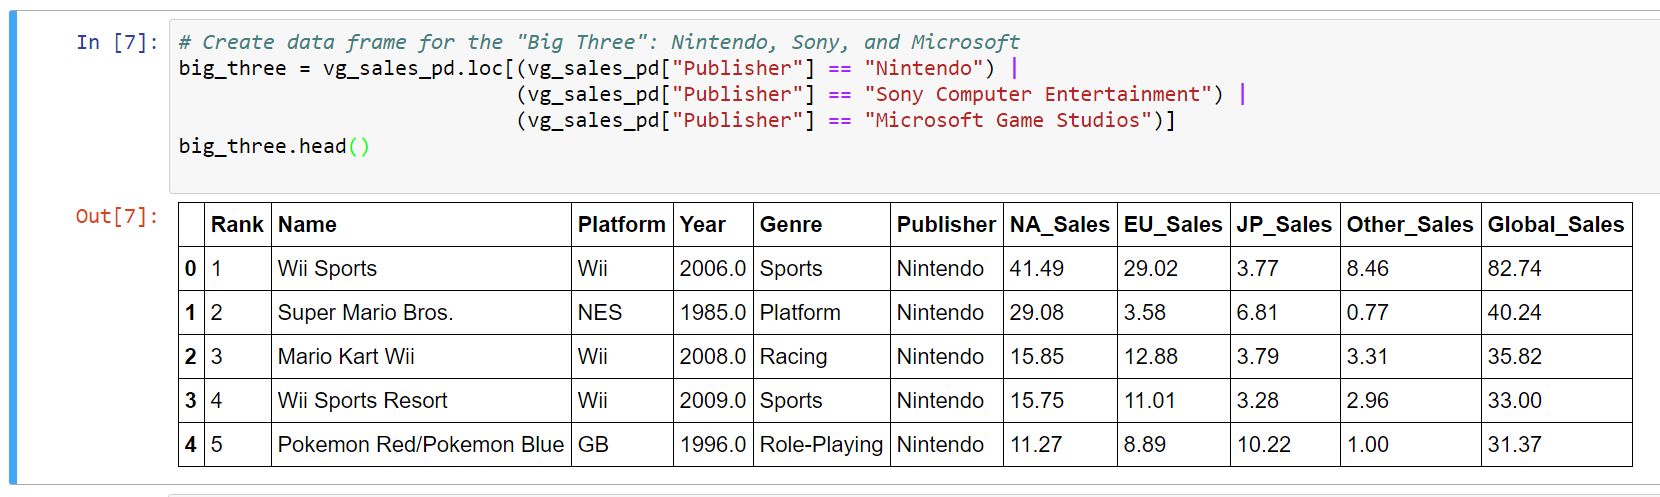 In [7]: # Create data frame for the "Big Three": Nintendo, Sony, and Microsoft
big_three = vg_sales_pd.loc[(vg_sales_pd["Publisher"] == "Nintendo") |
(vg_sales_pd["Publisher"] == "Sony Computer Entertainment") |
(vg_sales_pd["Publisher"] == "Microsoft Game Studios")]
big_three.head()
Out[7]:
Rank Name Platform Year Genre Publisher NA_Sales EU_Sales JP_Sales Other_Sales Global_Sales
0 1 Wii Sports Wii 2006.0 Sports Nintendo 41.49 29.02 3.77 8.46 82.74
1 2 Super Mario Bros. NES 1985.0 Platform Nintendo 29.08 3.58 6.81 0.77 40.24
2 3 Mario Kart Wii Wii 2008.0 Racing Nintendo 15.85 12.88 3.79 3.31 35.82
3 4 Wii Sports Resort Wii 2009.0 Sports Nintendo 15.75 11.01 3.28 2.96 33.00
4 5 Pokemon Red/Pokemon Blue GB 1996.0 Role-Playing Nintendo 11.27 8.89 10.22 1.00 31.37